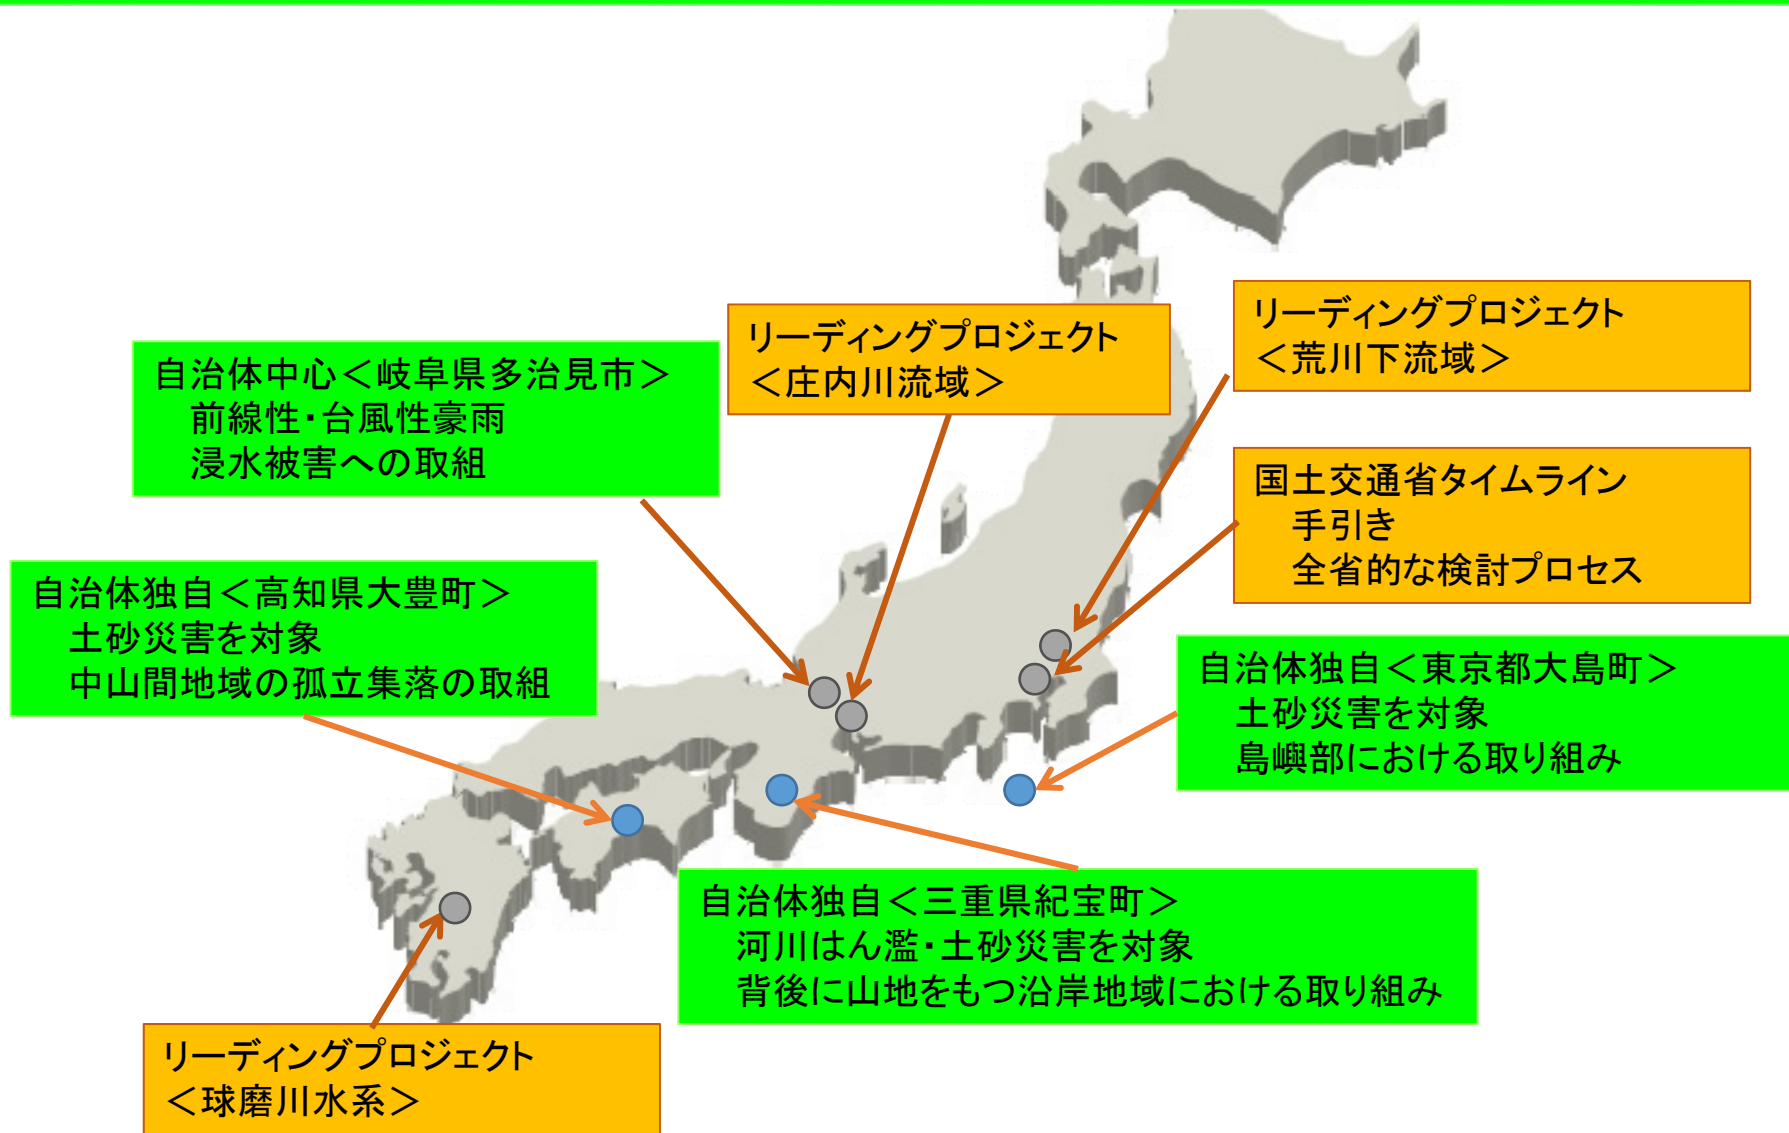 リーディングプロジェクト
＜荒川下流域＞
リーディングプロジェクト
＜庄内川流域＞
自治体中心＜岐阜県多治見市＞
前線性・台風性豪雨
浸水被害への取組
国土交通省タイムライン
手引き
全省的な検討プロセス
自治体独自＜高知県大豊町＞
土砂災害を対象
中山間地域の孤立集落の取組
自治体独自＜東京都大島町＞
土砂災害を対象
島嶼部における取り組み
自治体独自＜三重県紀宝町＞
河川はん濫・土砂災害を対象
背後に山地をもつ沿岸地域における取り組み
リーディングプロジェクト
＜球磨川水系＞